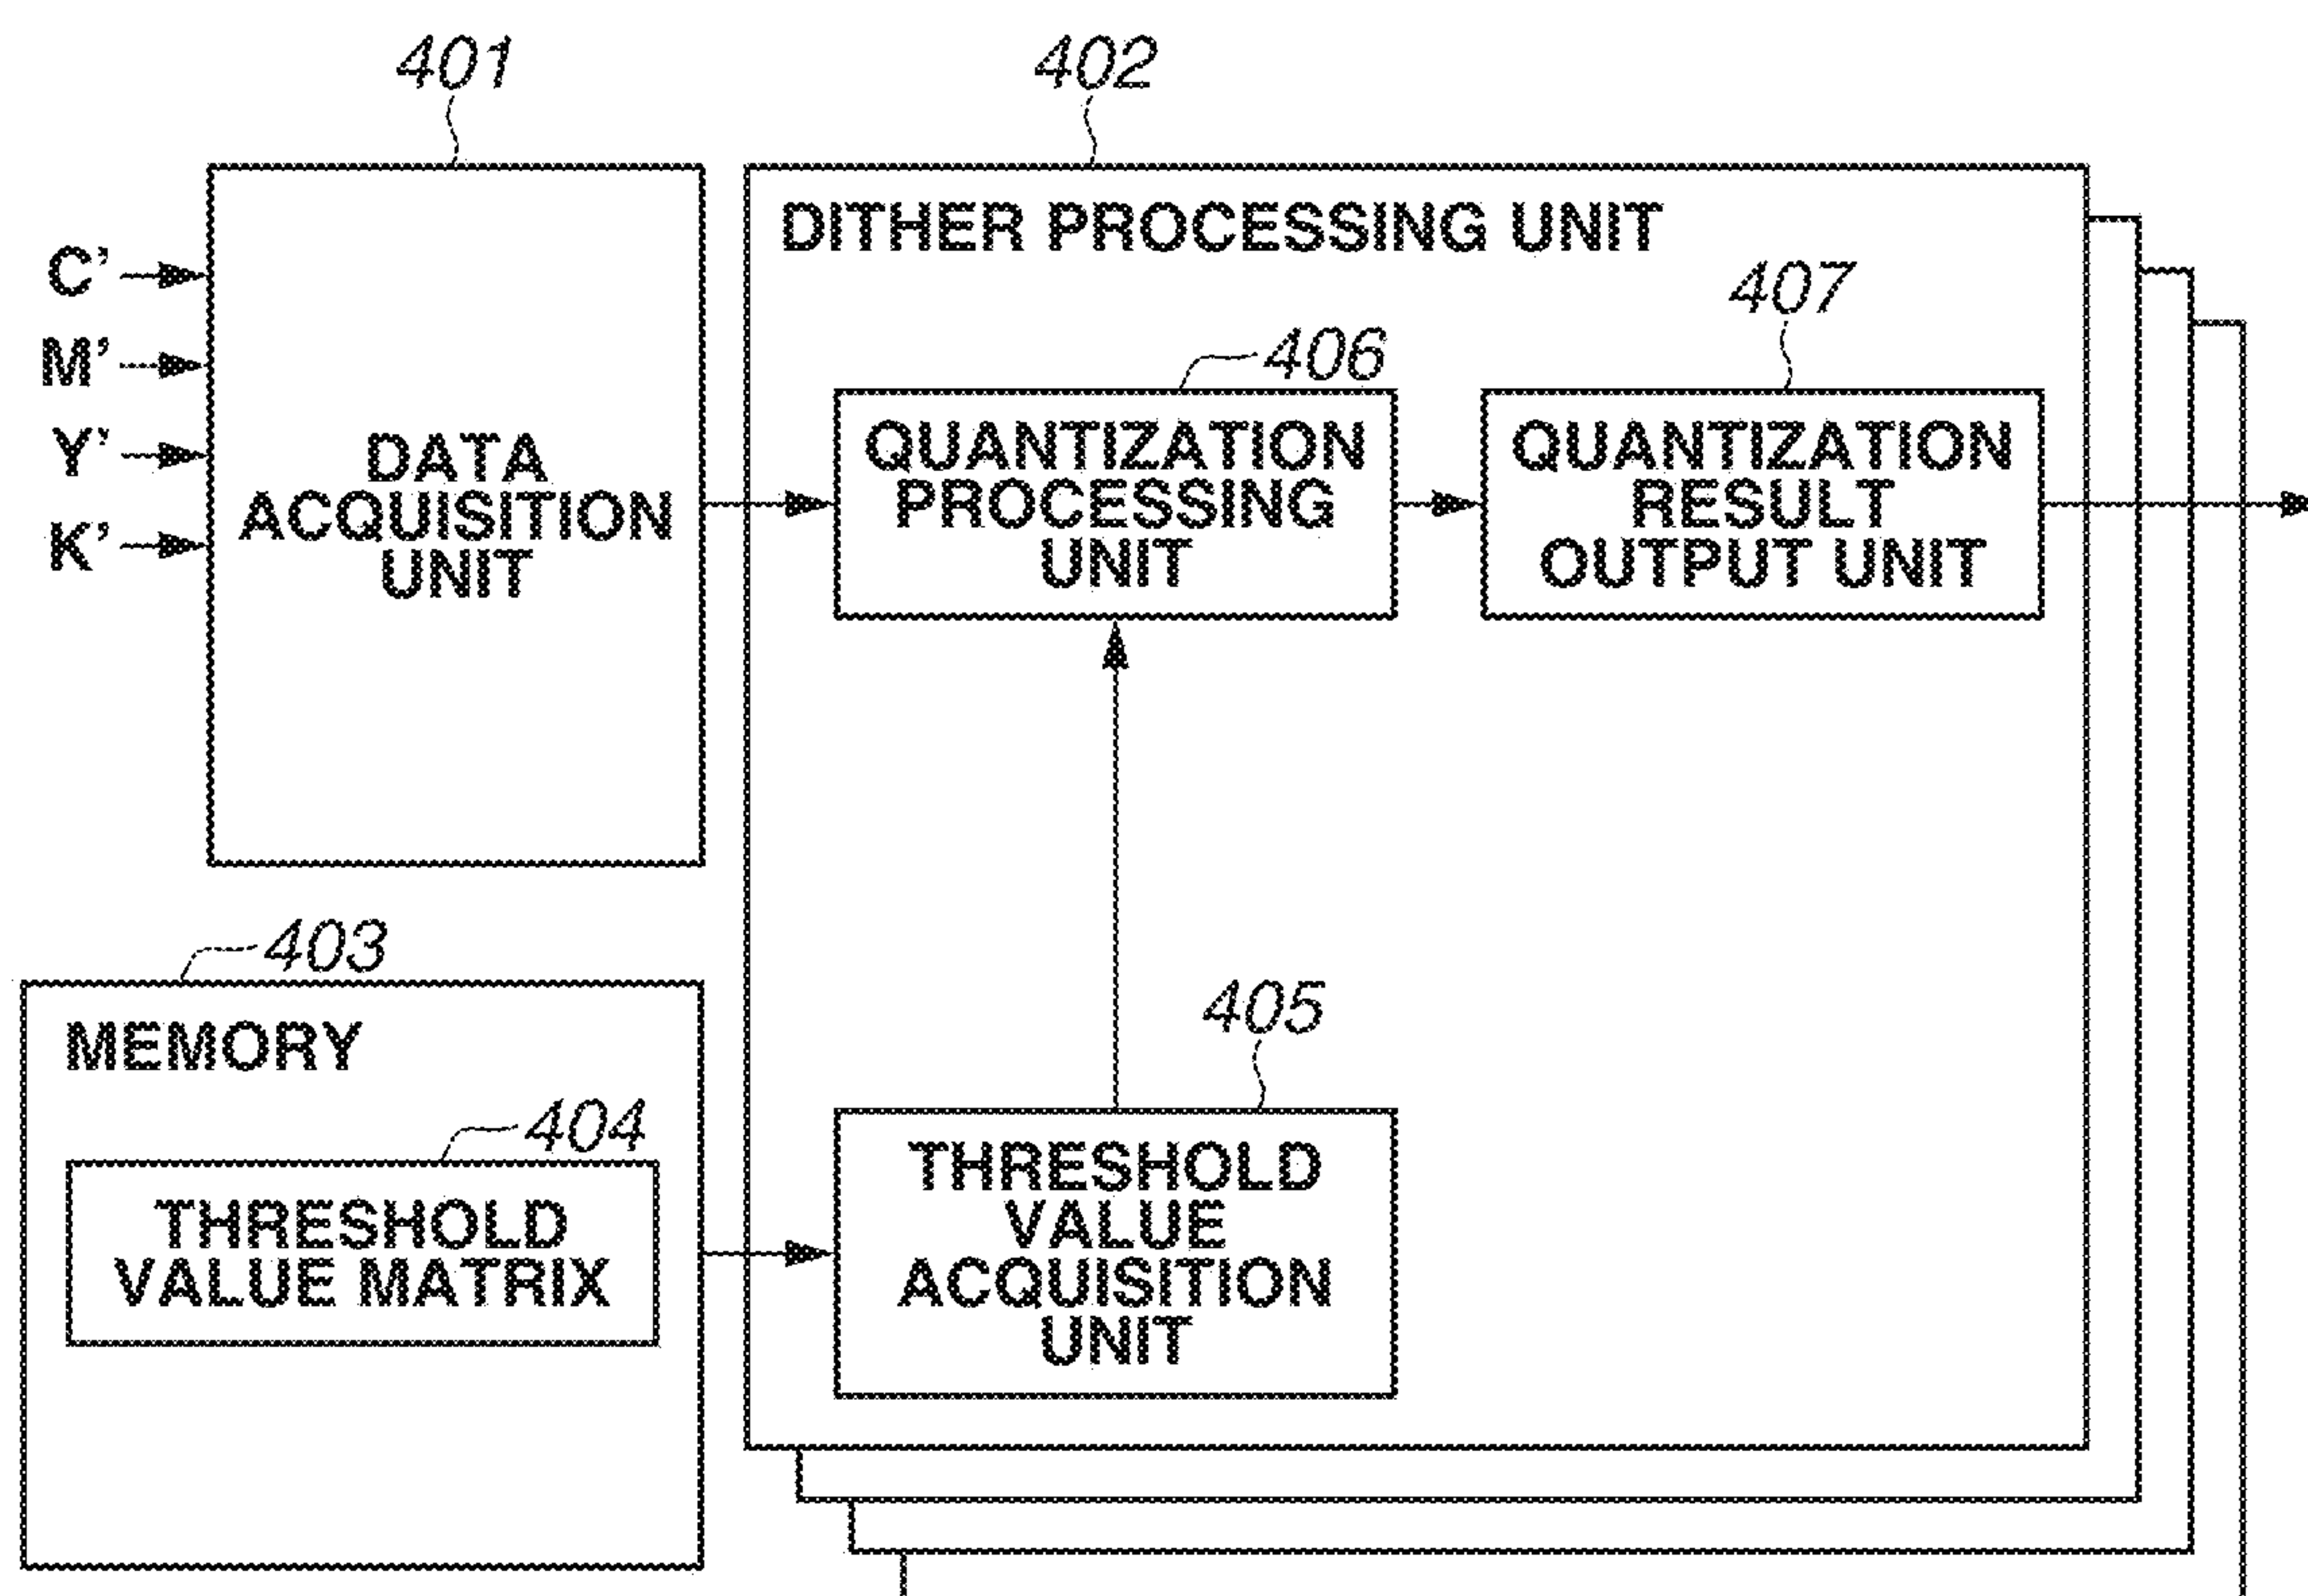 401
402
DITHER PROCESSING UNIT
C'
M'
Y'
K'
DATA
ACQUISITION
UNIT
406
QUANTIZATION
PROCESSING
UNIT
407
QUANTIZATION
RESULT
OUTPUT UNIT
403
MEMORY
404
THRESHOLD
VALUE MATRIX
405
THRESHOLD
VALUE
ACQUISITION
UNIT